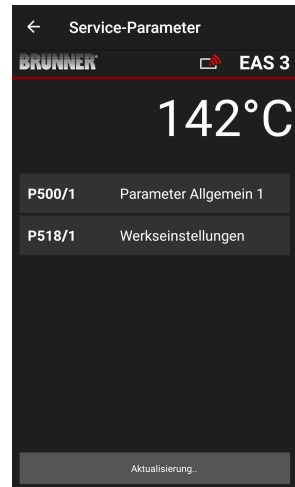 Service-Parameter
BRUNNER EAS 3
142°C
P500/1 Parameter Allgemein 1
P518/1 Werkseinstellungen
Aktualisierung..